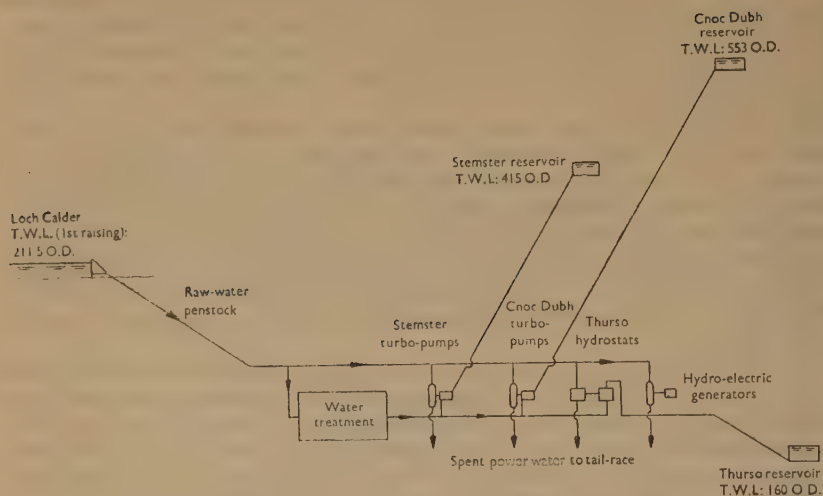 Cnoc Dubh
reservoir
T.W.L: 553 O.D.
Stemster reservoir
T.W.L: 415 O.D
Loch Calder
T.W.L. (1st raising):
211 5 O.D.
Raw-water
penstock
Stemster
turbo-pumps
Cnoc Dubh
turbo-
pumps
Thurso
hydrostats
Hydro-electric
generators
Water
treatment
Spent power water to tail-race
Thurso reservoir
T.W.L: 160 O D.